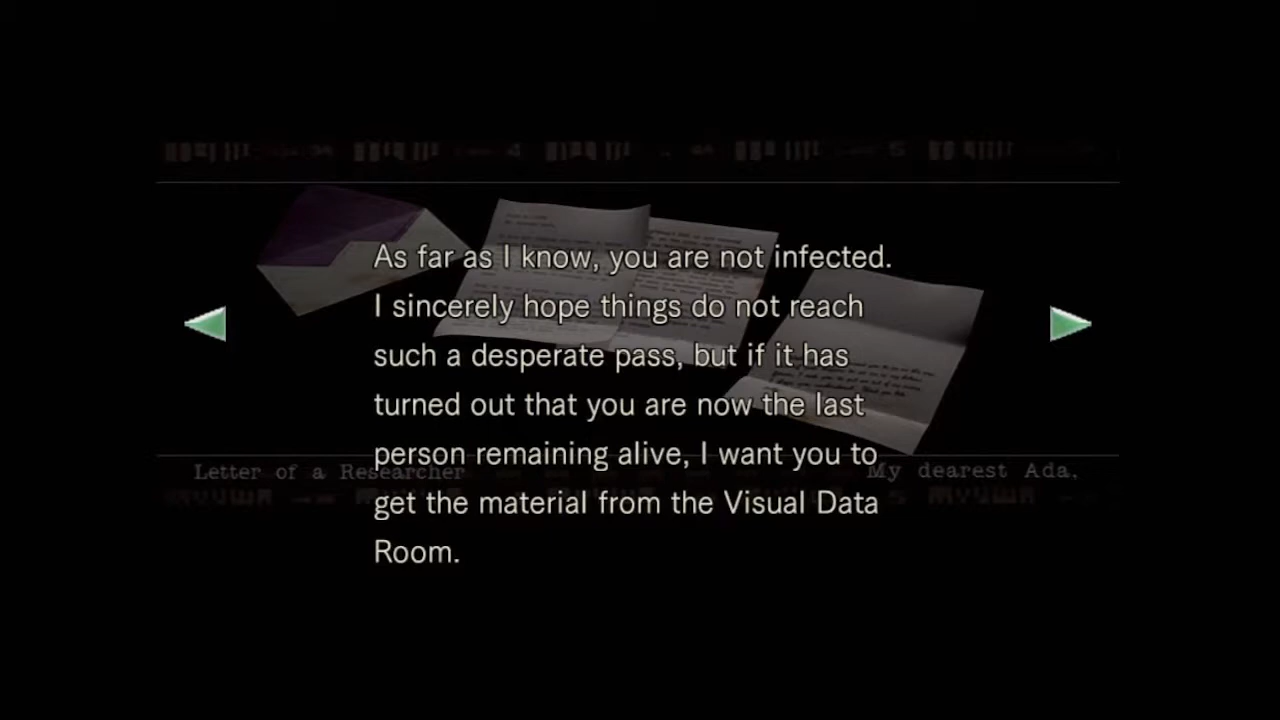 As far as I know, you are not infected.
I sincerely hope things do not reach
such a desperate pass, but if it has
turned out that you are now the last
person remaining alive, I want you to
get the material from the Visual Data
Room.
Letter of a Researcher
My dearest Ada,